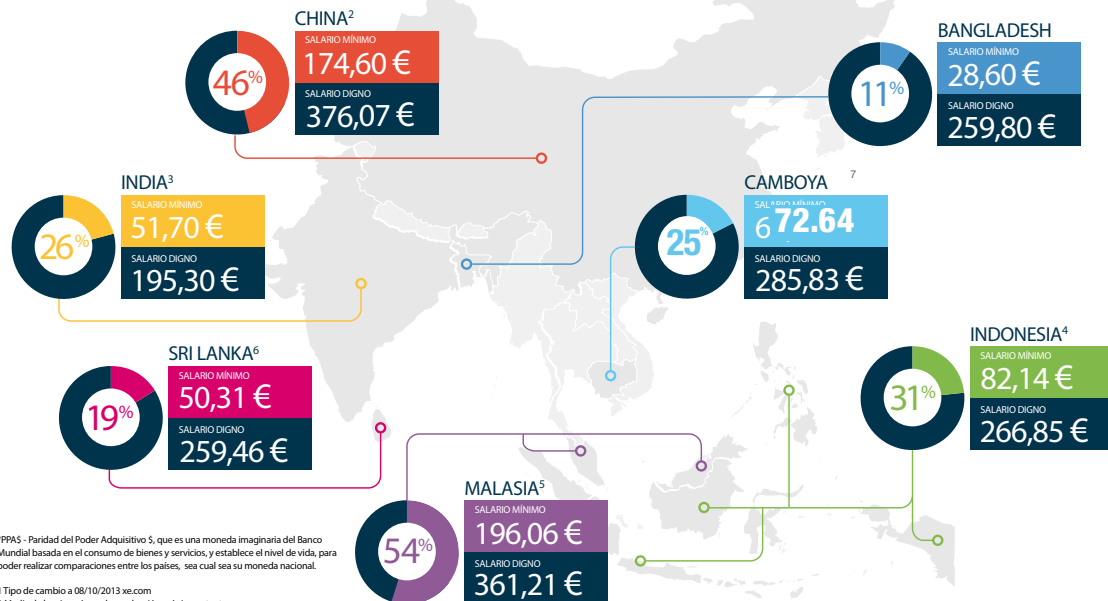 CHINA²
SALARIO MÍNIMO
174,60 €
SALARIO DIGNO
376,07 €
46%
BANGLADESH
SALARIO MÍNIMO
28,60 €
SALARIO DIGNO
259,80 €
11%
INDIA³
SALARIO MÍNIMO
51,70 €
SALARIO DIGNO
195,30 €
26%
CAMBOYA 7
SALARIO MÍNIMO
6 72.64
SALARIO DIGNO
285,83 €
25%
SRI LANKA⁶
SALARIO MÍNIMO
50,31 €
SALARIO DIGNO
259,46 €
19%
INDONESIA⁴
SALARIO MÍNIMO
82,14 €
SALARIO DIGNO
266,85 €
31%
MALASIA⁵
SALARIO MÍNIMO
196,06 €
SALARIO DIGNO
361,21 €
54%
PPA$ - Paridad del Poder Adquisitivo $, que es una moneda imaginaria del Banco
Mundial basada en el consumo de bienes y servicios, y establece el nivel de vida, para
poder realizar comparaciones entre los países, sea cual sea su moneda nacional.
Tipo de cambio a 08/10/2013 xe.com